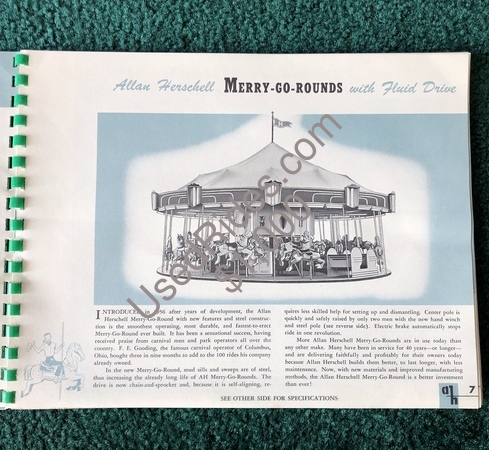 Allan Herschell MERRY-GO-ROUNDS with Fluid Drive
INTRODUCED in 1956 after years of development, the Allan
Herschell Merry-Go-Round with new features and steel construc-
tion is the smoothest operating, most durable, and fastest-to-erect
Merry-Go-Round ever built. It has been a sensational success, having
received praise from carnival men and park operators all over the
country. F. E. Gooding, the famous carnival operator of Columbus,
Ohio, bought three in nine months to add to the 100 rides his company
already owned.
In the new Merry-Go-Round, mud sills and sweeps are of steel,
thus increasing the already long life of AH Merry-Go-Rounds. The
drive is now chain-and-sprocket and, because it is self-aligning, re-
quires less skilled help for setting up and dismantling. Center pole is
quickly and safely raised by only two men with the new hand winch
and steel pole (see reverse side). Electric brake automatically stops
ride in one revolution.
More Allan Herschell Merry-Go-Rounds are in use today than
any other make. Many have been in service for 40 years—or longer—
and are delivering faithfully and profitably for their owners today
because Allan Herschell builds them better, to last longer, with less
maintenance. Now, with new materials and improved manufacturing
methods, the Allan Herschell Merry-Go-Round is a better investment
than ever!
SEE OTHER SIDE FOR SPECIFICATIONS
ah
7
UsedRides.com